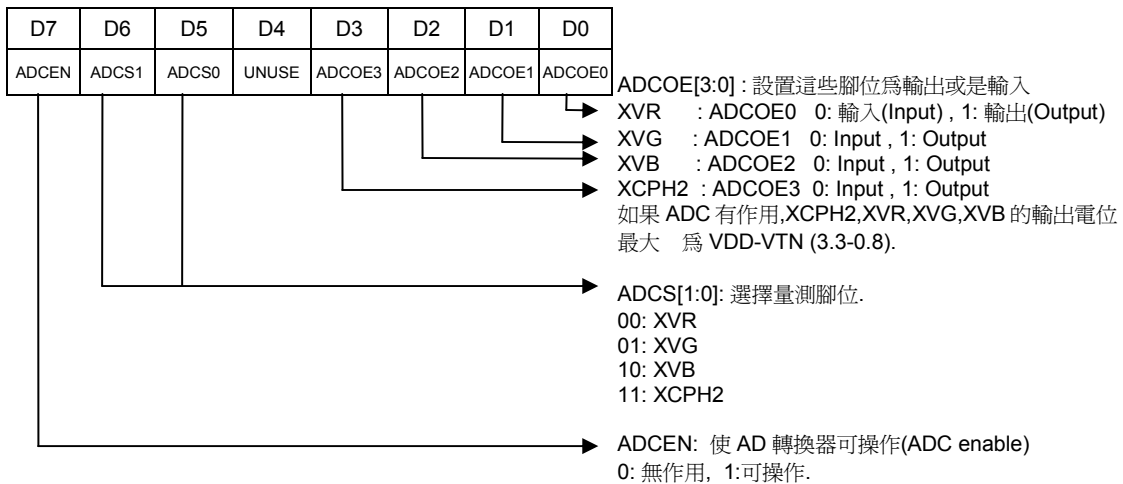 D7 D6 D5 D4 D3 D2 D1 D0
ADCEN ADCS1 ADCS0 UNUSE ADCOE3 ADCOE2 ADCOE1 ADCOE0
ADCOE[3:0] : 設置這些腳位爲輸出或是輸入
XVR : ADCOE0 0: 輸入(Input) , 1: 輸出(Output)
XVG : ADCOE1 0: Input , 1: Output
XVB : ADCOE2 0: Input , 1: Output
XCPH2 : ADCOE3 0: Input , 1: Output
如果 ADC 有作用,XCPH2,XVR,XVG,XVB 的輸出電位
最大 爲 VDD-VTN (3.3-0.8).
ADCS[1:0]: 選擇量測腳位.
00: XVR
01: XVG
10: XVB
11: XCPH2
ADCEN: 使 AD 轉換器可操作(ADC enable)
0: 無作用, 1:可操作.